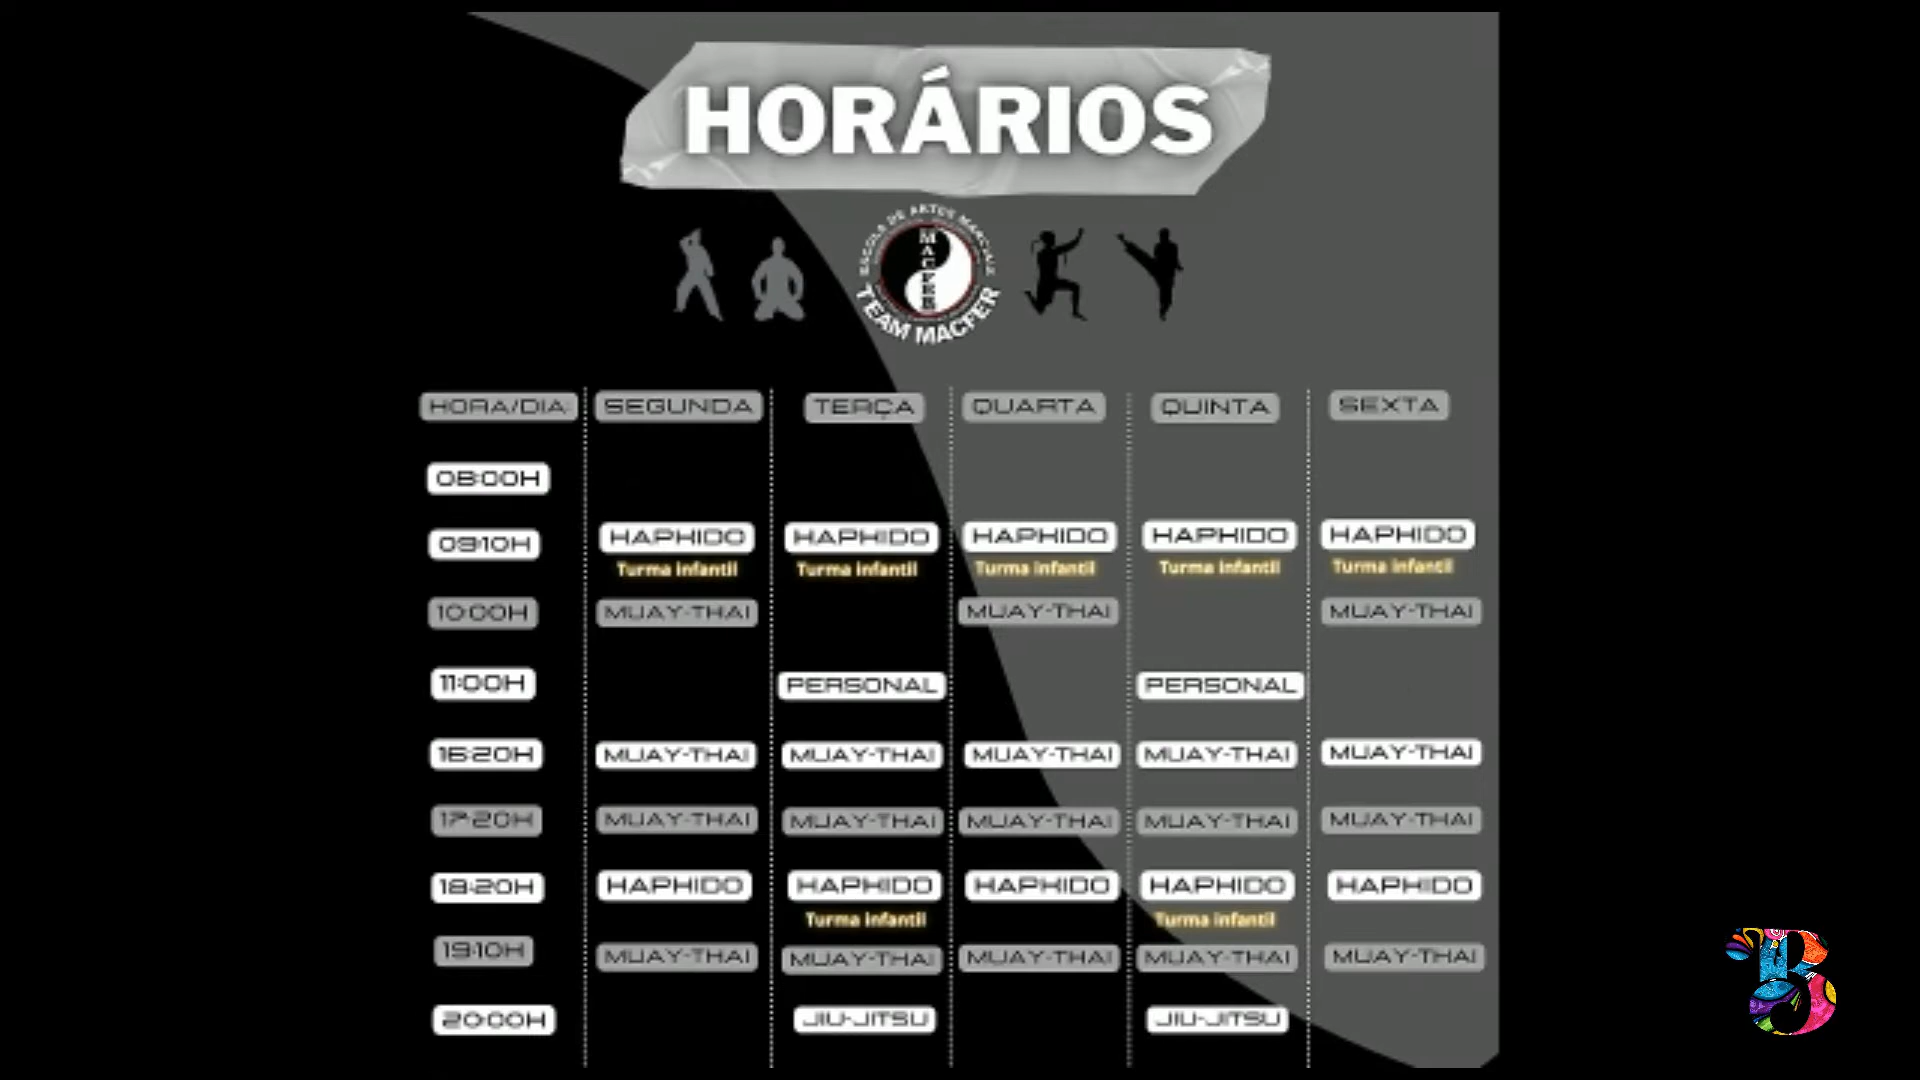 HORÁRIOS
ESCOLA DE ARTES MARCIAIS
MACFER
TEAM MACFER
HORA/DIA: SEGUNDA TERÇA QUARTA QUINTA SEXTA
08:00H
09:10H HAPHIDO HAPHIDO HAPHIDO HAPHIDO HAPHIDO
Turma infantil Turma infantil Turma infantil Turma infantil Turma infantil
10:00H MUAY-THAI MUAY-THAI MUAY-THAI
11:00H PERSONAL PERSONAL
16:20H MUAY-THAI MUAY-THAI MUAY-THAI MUAY-THAI MUAY-THAI
17:20H MUAY-THAI MUAY-THAI MUAY-THAI MUAY-THAI MUAY-THAI
18:20H HAPHIDO HAPHIDO HAPHIDO HAPHIDO HAPHIDO
Turma infantil Turma infantil
19:10H MUAY-THAI MUAY-THAI MUAY-THAI MUAY-THAI MUAY-THAI
20:00H JIU-JITSU JIU-JITSU
B